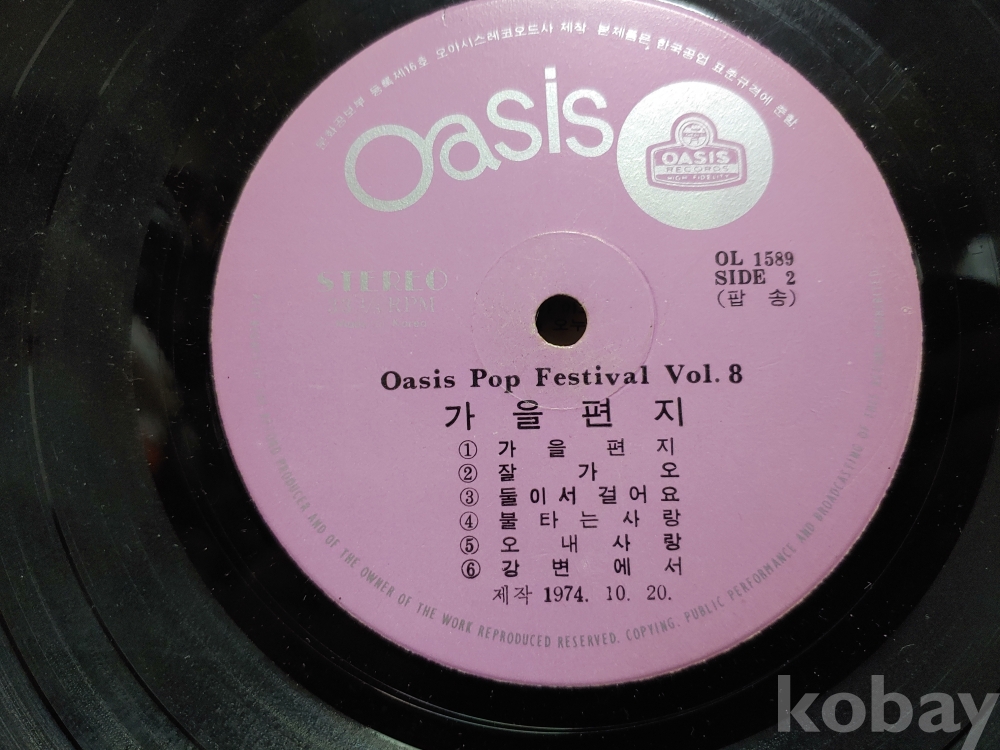 문화공보부 등록제16호 오아시스레코오드사 제작 본제품은 한국공업 표준규격에 준함
Oasis
OASIS
RECORDS
HIGH FIDELITY
STEREO
RPM
OL 1589
SIDE 2
(팝 송)
Oasis Pop Festival Vol. 8
가 을 편 지
① 가 을 편 지
② 잘 가 오
③ 둘이서 걸어요
④ 불 타 는 사 랑
⑤ 오 내 사 랑
⑥ 강 변 에 서
제작 1974. 10. 20.
PRODUCER AND OF THE OWNER OF THE WORK REPRODUCED RESERVED. COPYING. PUBLIC PERFORMANCE AND BROADCASTING OF
kobay